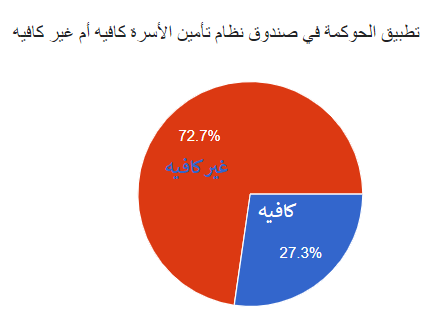 تطبيق الحوكمة في صندوق نظام تأمين الأسرة كافيه أم غير كافيه
72.7%
غير كافيه
كافيه
27.3%